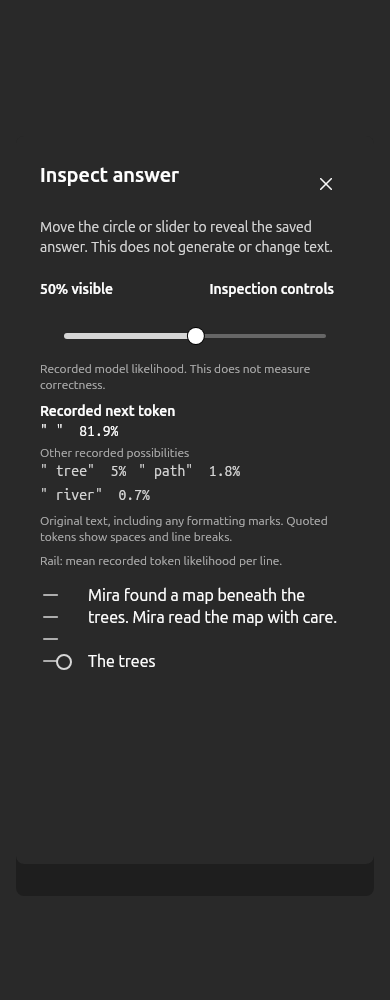 Inspect answer
Move the circle or slider to reveal the saved
answer. This does not generate or change text.
50% visible Inspection controls
Recorded model likelihood. This does not measure
correctness.
Recorded next token
" " 81.9%
Other recorded possibilities
" tree" 5% " path" 1.8%
" river" 0.7%
Original text, including any formatting marks. Quoted
tokens show spaces and line breaks.
Rail: mean recorded token likelihood per line.
Mira found a map beneath the
trees. Mira read the map with care.
The trees